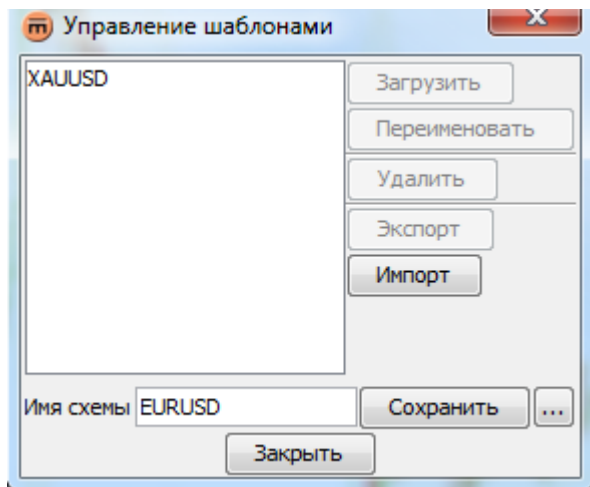 Управление шаблонами
XAUUSD
Загрузить
Переименовать
Удалить
Экспорт
Импорт
Имя схемы EURUSD Сохранить ...
Закрыть